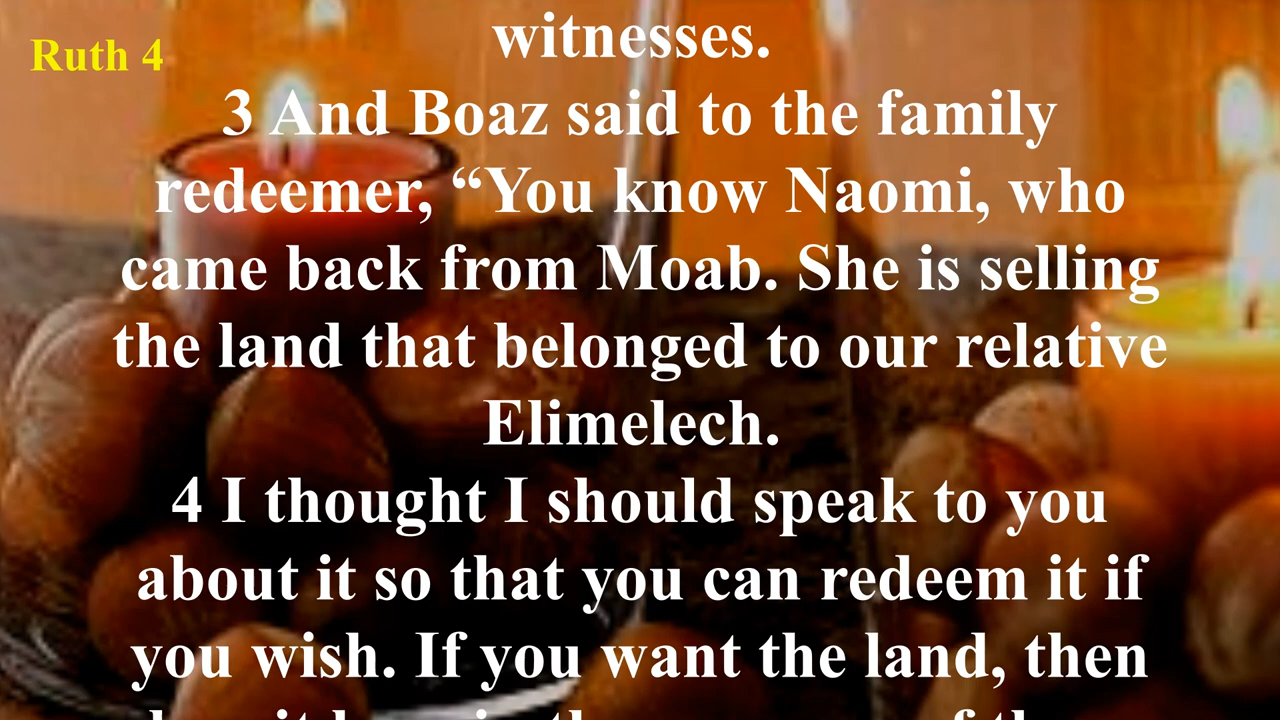 Ruth 4
witnesses.
3 And Boaz said to the family
redeemer, “You know Naomi, who
came back from Moab. She is selling
the land that belonged to our relative
Elimelech.
4 I thought I should speak to you
about it so that you can redeem it if
you wish. If you want the land, then